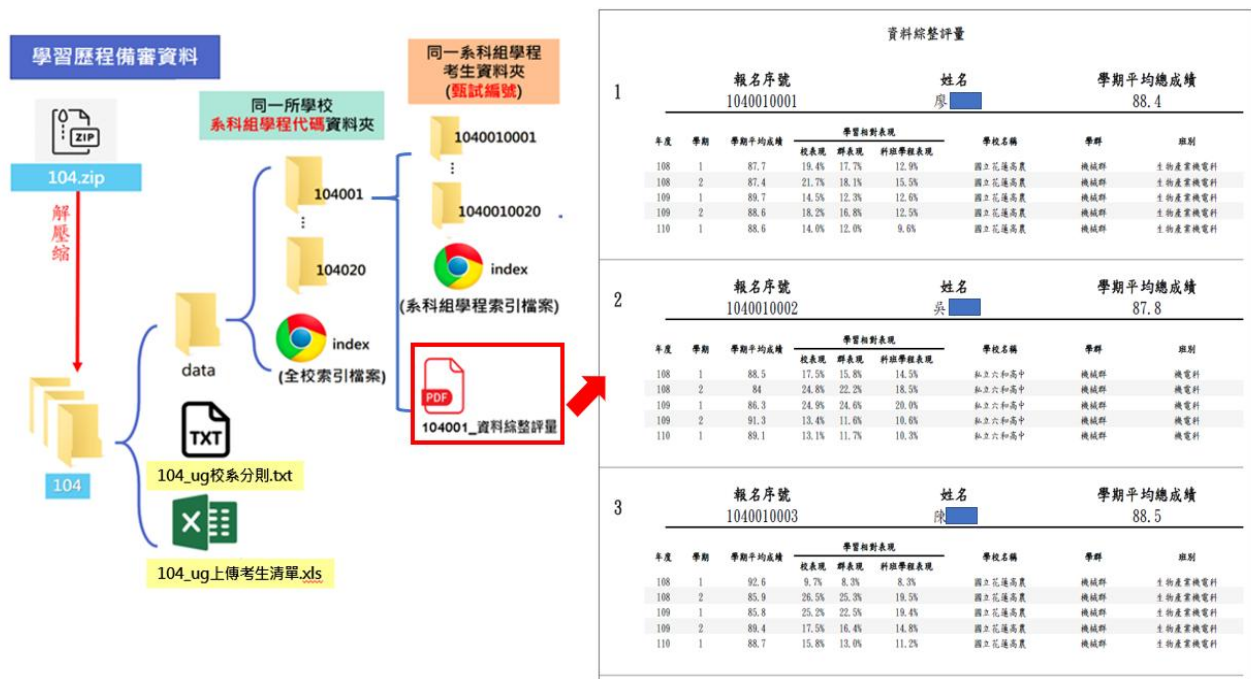 學習歷程備審資料
ZIP
104.zip
解壓縮
104
data
TXT
104_ug校系分則.txt
104_ug上傳考生清單.xls
同一所學校
系科組學程代碼資料夾
104001
⋮
104020
index
(全校索引檔案)
同一系科組學程
考生資料夾
(甄試編號)
1040010001
⋮
1040010020
index
(系科組學程索引檔案)
PDF
104001_資料綜整評量
資料綜整評量
1
報名序號 姓名 學期平均總成績
1040010001 廖 88.4
學習相對表現
年度 學期 學期平均成績 校表現 群表現 科班學程表現 學校名稱 學群 班別
108 1 87.7 19.4% 17.7% 12.9% 國立花蓮高農 機械群 生物產業機電科
108 2 87.4 21.7% 18.1% 15.5% 國立花蓮高農 機械群 生物產業機電科
109 1 89.7 14.5% 12.3% 12.6% 國立花蓮高農 機械群 生物產業機電科
109 2 88.6 18.2% 16.8% 12.5% 國立花蓮高農 機械群 生物產業機電科
110 1 88.6 14.0% 12.0% 9.6% 國立花蓮高農 機械群 生物產業機電科
2
報名序號 姓名 學期平均總成績
1040010002 吳 87.8
學習相對表現
年度 學期 學期平均成績 校表現 群表現 科班學程表現 學校名稱 學群 班別
108 1 88.5 17.5% 15.8% 14.5% 私立六和高中 機械群 機電科
108 2 84 24.8% 22.2% 18.5% 私立六和高中 機械群 機電科
109 1 86.3 24.9% 24.6% 20.0% 私立六和高中 機械群 機電科
109 2 91.3 13.4% 11.6% 10.6% 私立六和高中 機械群 機電科
110 1 89.1 13.1% 11.7% 10.3% 私立六和高中 機械群 機電科
3
報名序號 姓名 學期平均總成績
1040010003 陳 88.5
學習相對表現
年度 學期 學期平均成績 校表現 群表現 科班學程表現 學校名稱 學群 班別
108 1 92.6 9.7% 8.3% 8.3% 國立花蓮高農 機械群 生物產業機電科
108 2 85.9 26.5% 25.3% 19.5% 國立花蓮高農 機械群 生物產業機電科
109 1 85.8 25.2% 22.5% 19.4% 國立花蓮高農 機械群 生物產業機電科
109 2 89.4 17.5% 16.4% 14.8% 國立花蓮高農 機械群 生物產業機電科
110 1 88.7 15.8% 13.0% 11.2% 國立花蓮高農 機械群 生物產業機電科